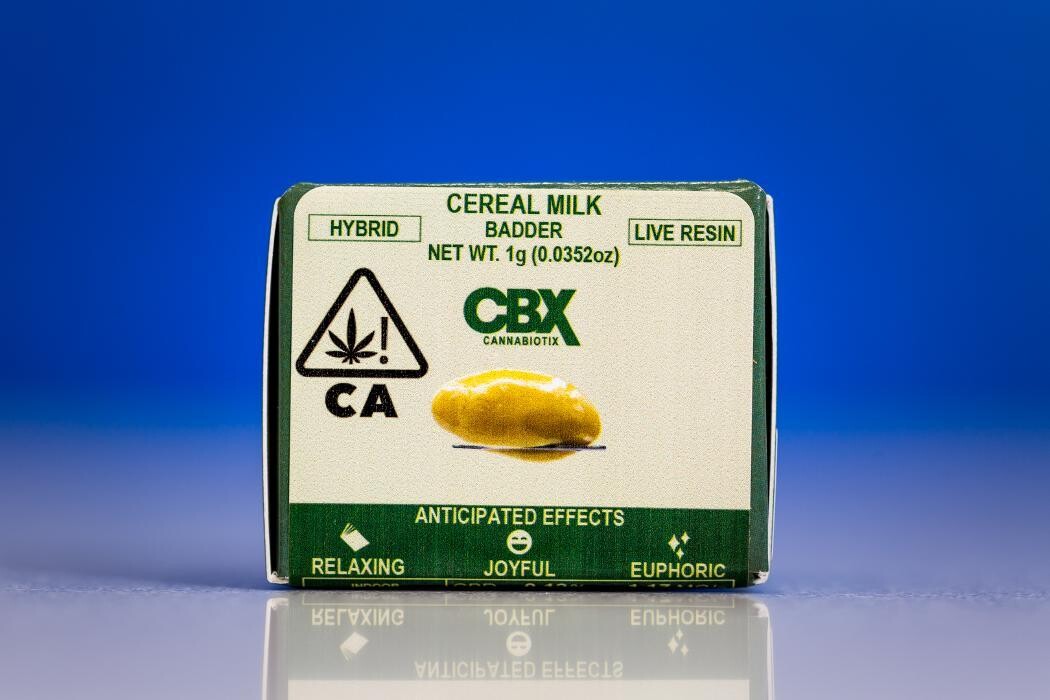 CEREAL MILK
HYBRID
BADDER
LIVE RESIN
NET WT. 1g (0.0352oz)
CBX
CANNABIOTIX
!
CA
ANTICIPATED EFFECTS
RELAXING
JOYFUL
EUPHORIC
INDOOR